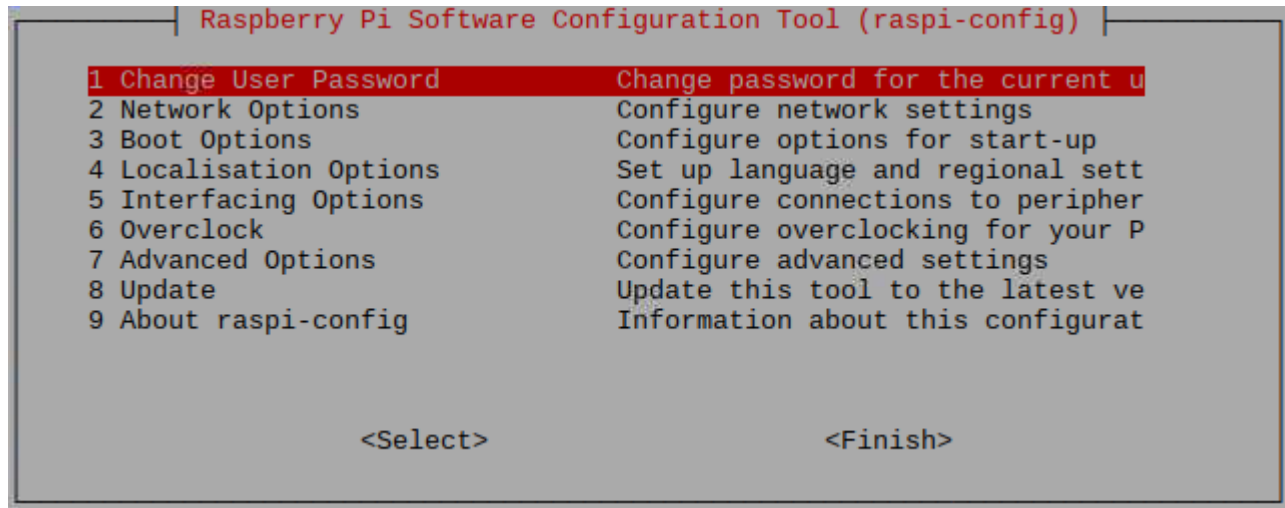 Raspberry Pi Software Configuration Tool (raspi-config)
1 Change User Password Change password for the current u
2 Network Options Configure network settings
3 Boot Options Configure options for start-up
4 Localisation Options Set up language and regional sett
5 Interfacing Options Configure connections to peripher
6 Overclock Configure overclocking for your P
7 Advanced Options Configure advanced settings
8 Update Update this tool to the latest ve
9 About raspi-config Information about this configurat
<Select> <Finish>